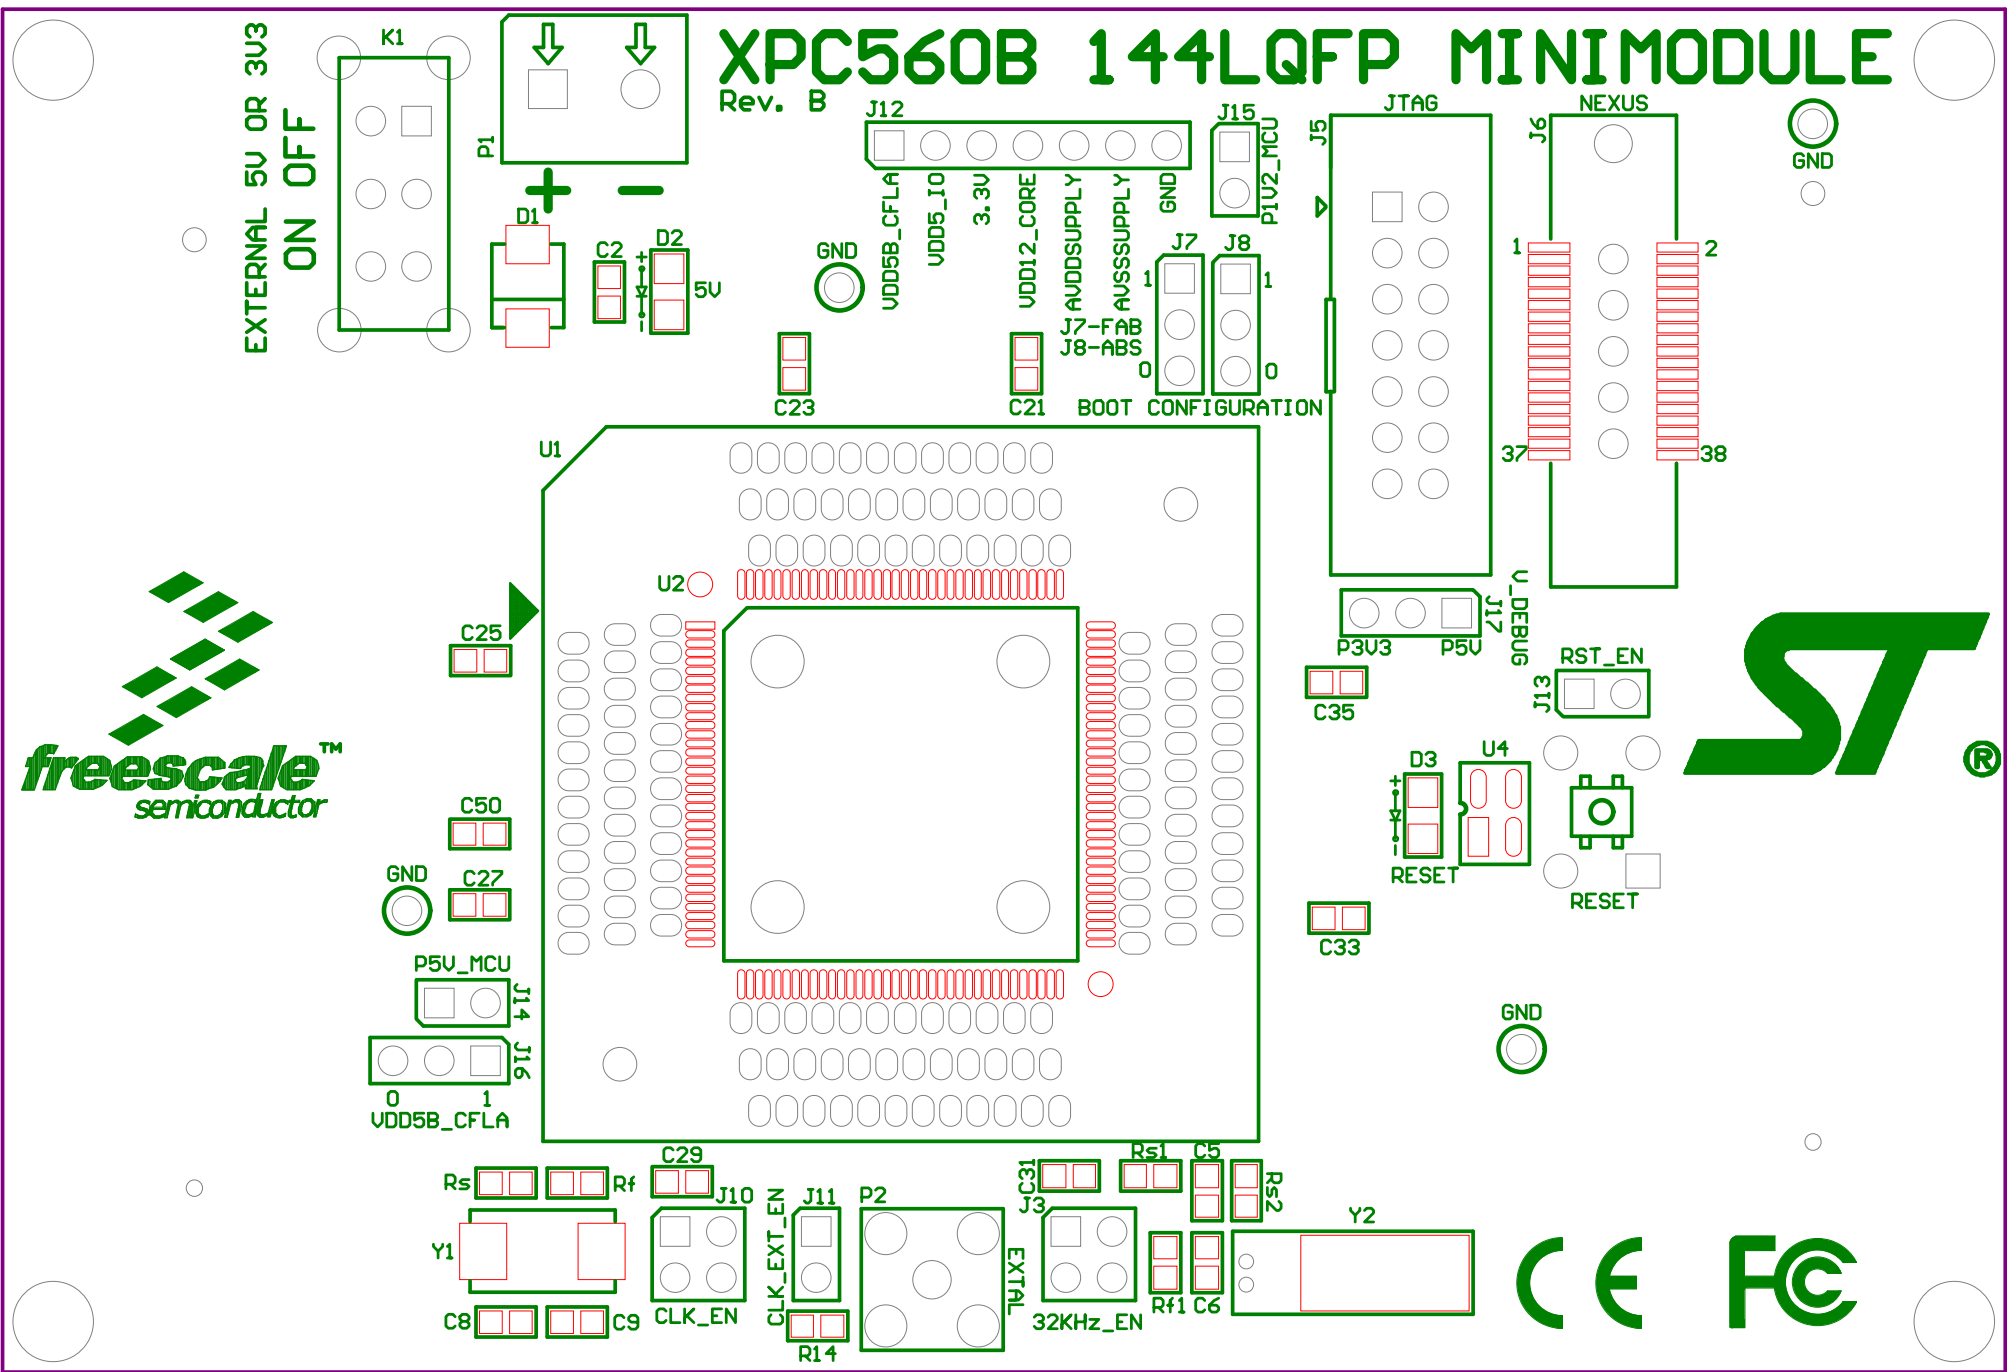 XPC560B 144LQFP MINIMODULE
Rev. B
K1
EXTERNAL 5V OR 3V3
ON OFF
P1
+ −
D1
C2
D2
+
−
5V
GND
J12
VDD5B_CFLA
VDD5_IO
3.3V
VDD12_CORE
AVDDSUPPLY
AVSSSUPPLY
GND
J15
P1V2_MCU
J7
J8
1
1
J7-FAB
J8-ABS
0
0
BOOT CONFIGURATION
C23
C21
JTAG
J5
NEXUS
J6
1
2
37
38
GND
U1
U2
C25
C50
C27
GND
freescale™
semiconductor
J17
P3V3
P5V
V_DEBUG
RST_EN
J13
C35
D3
+
−
RESET
U4
RESET
C33
GND
ST®
P5V_MCU
J14
J16
0
1
VDD5B_CFLA
Rs
Rf
Y1
C8
C9
C29
J10
CLK_EN
J11
CLK_EXT_EN
R14
P2
EXTAL
C31
J3
32KHz_EN
Rs1
C5
Rs2
Rf1
C6
Y2
CE FC